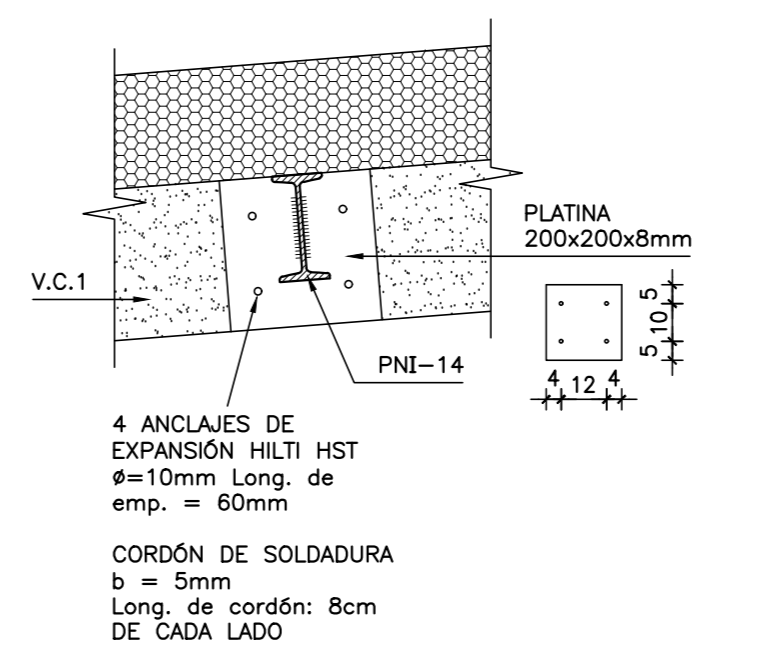 PLATINA
200x200x8mm
V.C.1
5
10
5
PNI-14
4 12 4
4 ANCLAJES DE
EXPANSIÓN HILTI HST
ø=10mm Long. de
emp. = 60mm
CORDÓN DE SOLDADURA
b = 5mm
Long. de cordón: 8cm
DE CADA LADO